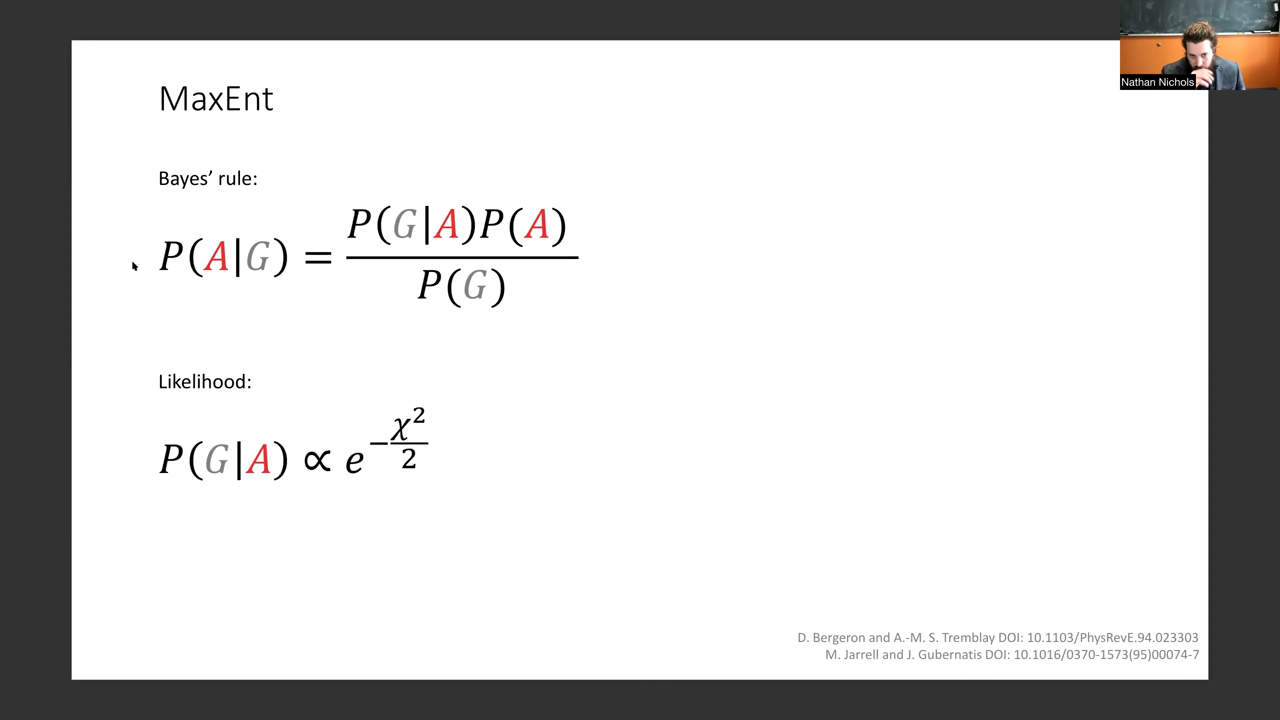 MaxEnt
Nathan Nichols
Bayes’ rule:
P(A|G) = P(G|A)P(A) / P(G)
Likelihood:
P(G|A) ∝ e^{-χ²/2}
D. Bergeron and A.-M. S. Tremblay DOI: 10.1103/PhysRevE.94.023303
M. Jarrell and J. Gubernatis DOI: 10.1016/0370-1573(95)00074-7